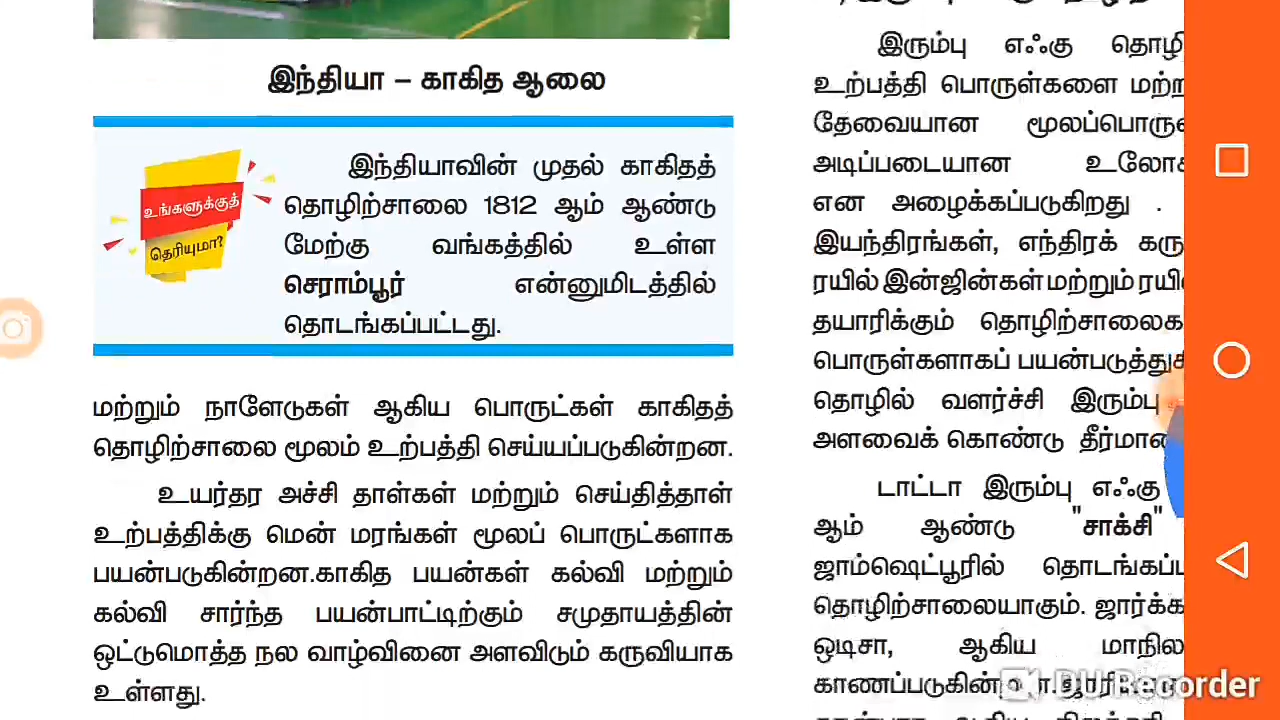 இந்தியா – காகித ஆலை
உங்களுக்குத்
தெரியுமா?
இந்தியாவின் முதல் காகிதத்
தொழிற்சாலை 1812 ஆம் ஆண்டு
மேற்கு வங்கத்தில் உள்ள
செராம்பூர் என்னுமிடத்தில்
தொடங்கப்பட்டது.
மற்றும் நாளேடுகள் ஆகிய பொருட்கள் காகிதத்
தொழிற்சாலை மூலம் உற்பத்தி செய்யப்படுகின்றன.
உயர்தர அச்சி தாள்கள் மற்றும் செய்தித்தாள்
உற்பத்திக்கு மென் மரங்கள் மூலப் பொருட்களாக
பயன்படுகின்றன.காகித பயன்கள் கல்வி மற்றும்
கல்வி சார்ந்த பயன்பாட்டிற்கும் சமுதாயத்தின்
ஒட்டுமொத்த நல வாழ்வினை அளவிடும் கருவியாக
உள்ளது.
இரும்பு எஃகு
உற்பத்தி பொருள்களை
தேவையான
அடிப்படையான
என அழைக்கப்படுகிறது .
இயந்திரங்கள், எந்திரக்
ரயில் இன்ஜின்கள் மற்றும்
தயாரிக்கும்
பொருள்களாகப்
தொழில் வளர்ச்சி இரும்பு
அளவைக் கொண்டு
டாட்டா இரும்பு எஃகு
ஆம் ஆண்டு "சாக்சி"
ஜாம்ஷெட்பூரில்
தொழிற்சாலையாகும்.
ஒடிசா, ஆகிய
DU Recorder